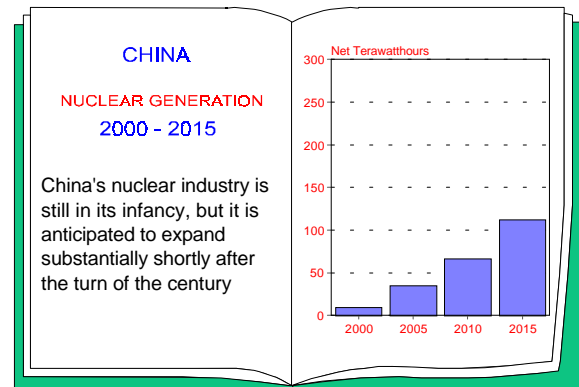 CHINA
NUCLEAR GENERATION
2000 - 2015
China's nuclear industry is
still in its infancy, but it is
anticipated to expand
substantially shortly after
the turn of the century
Net Terawatthours
300
250
200
150
100
50
0
2000 2005 2010 2015